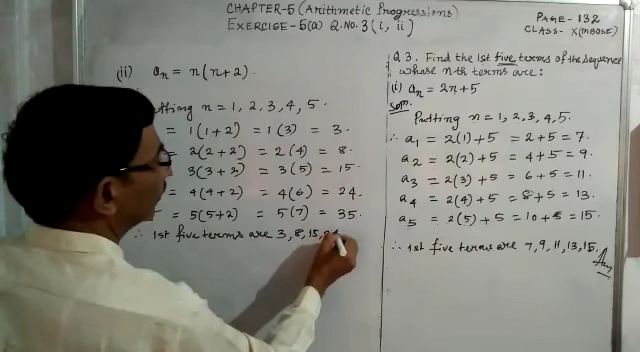 CHAPTER-5 (Arithmetic Progressions)
EXERCISE-5(a) Q.NO.3(i, ii)
PAGE-132
CLASS-X(MBOSE)
(ii) an = n(n+2).
utting n = 1, 2, 3, 4, 5.
= 1(1+2) = 1(3) = 3.
= 2(2+2) = 2(4) = 8.
3(3+2) = 3(5) = 15.
= 4(4+2) = 4(6) = 24.
= 5(5+2) = 5(7) = 35.
∴ 1st five terms are 3, 8, 15, 24
Q3. Find the 1st five terms of the sequence
whose nth terms are:
(i) an = 2n+5
Som.
Putting n = 1, 2, 3, 4, 5.
∴ a1 = 2(1)+5 = 2+5 = 7.
a2 = 2(2)+5 = 4+5 = 9.
a3 = 2(3)+5 = 6+5 = 11.
a4 = 2(4)+5 = 8+5 = 13.
a5 = 2(5)+5 = 10+5 = 15.
∴ 1st five terms are 7, 9, 11, 13, 15.
Ans